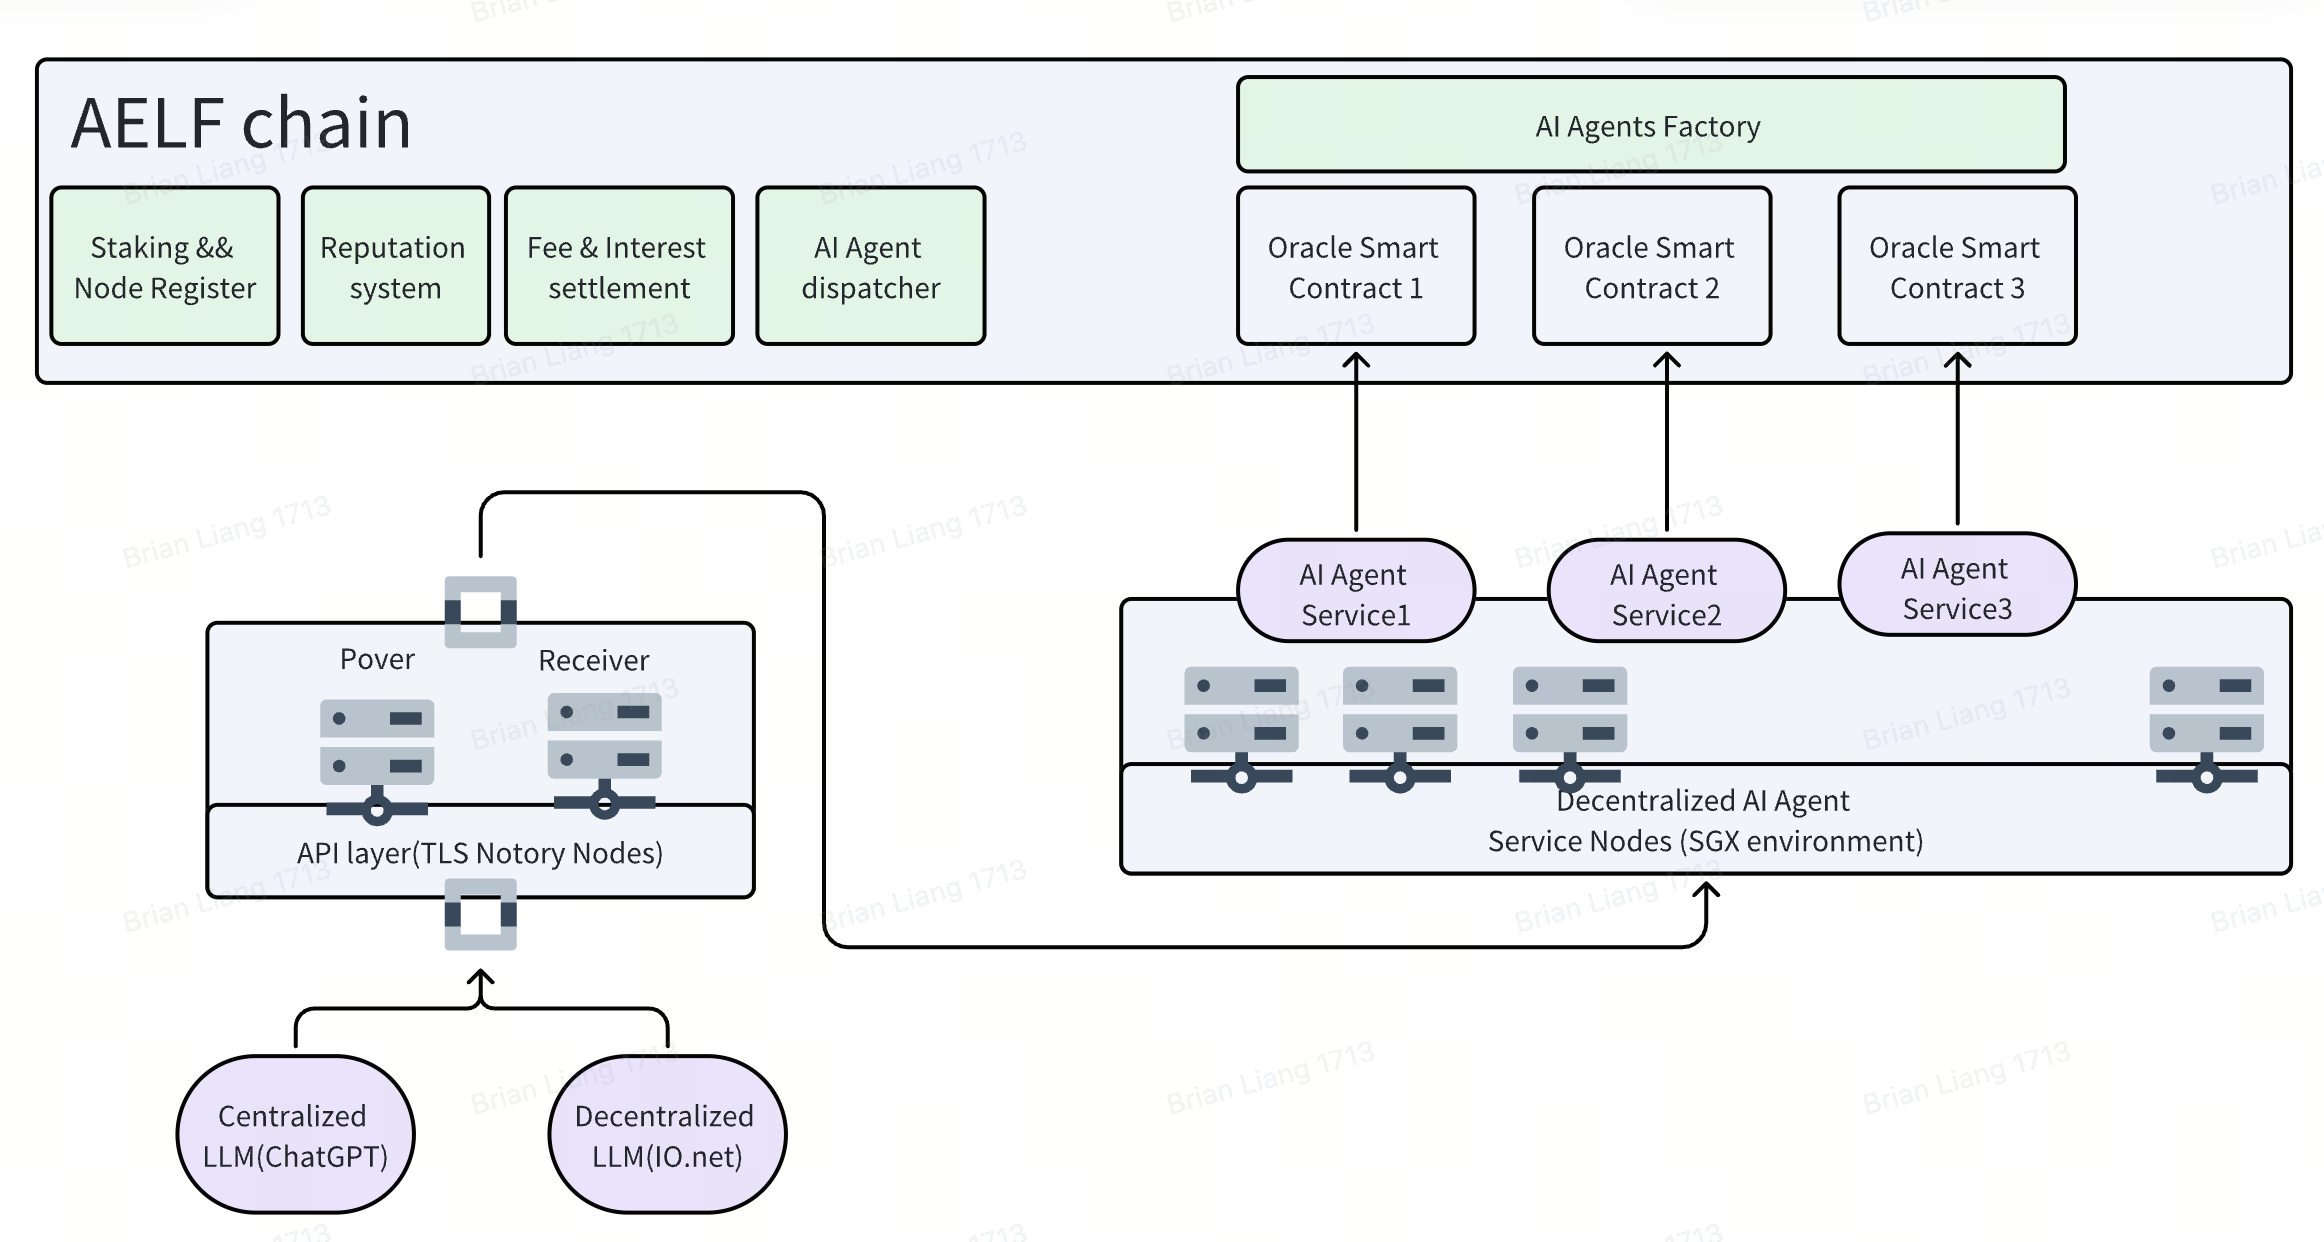 AELF chain
AI Agents Factory
Staking &&
Node Register
Reputation
system
Fee & Interest
settlement
AI Agent
dispatcher
Oracle Smart
Contract 1
Oracle Smart
Contract 2
Oracle Smart
Contract 3
AI Agent
Service1
AI Agent
Service2
AI Agent
Service3
Pover
Receiver
API layer(TLS Notory Nodes)
Decentralized AI Agent
Service Nodes (SGX environment)
Centralized
LLM(ChatGPT)
Decentralized
LLM(IO.net)
Brian Liang 1713